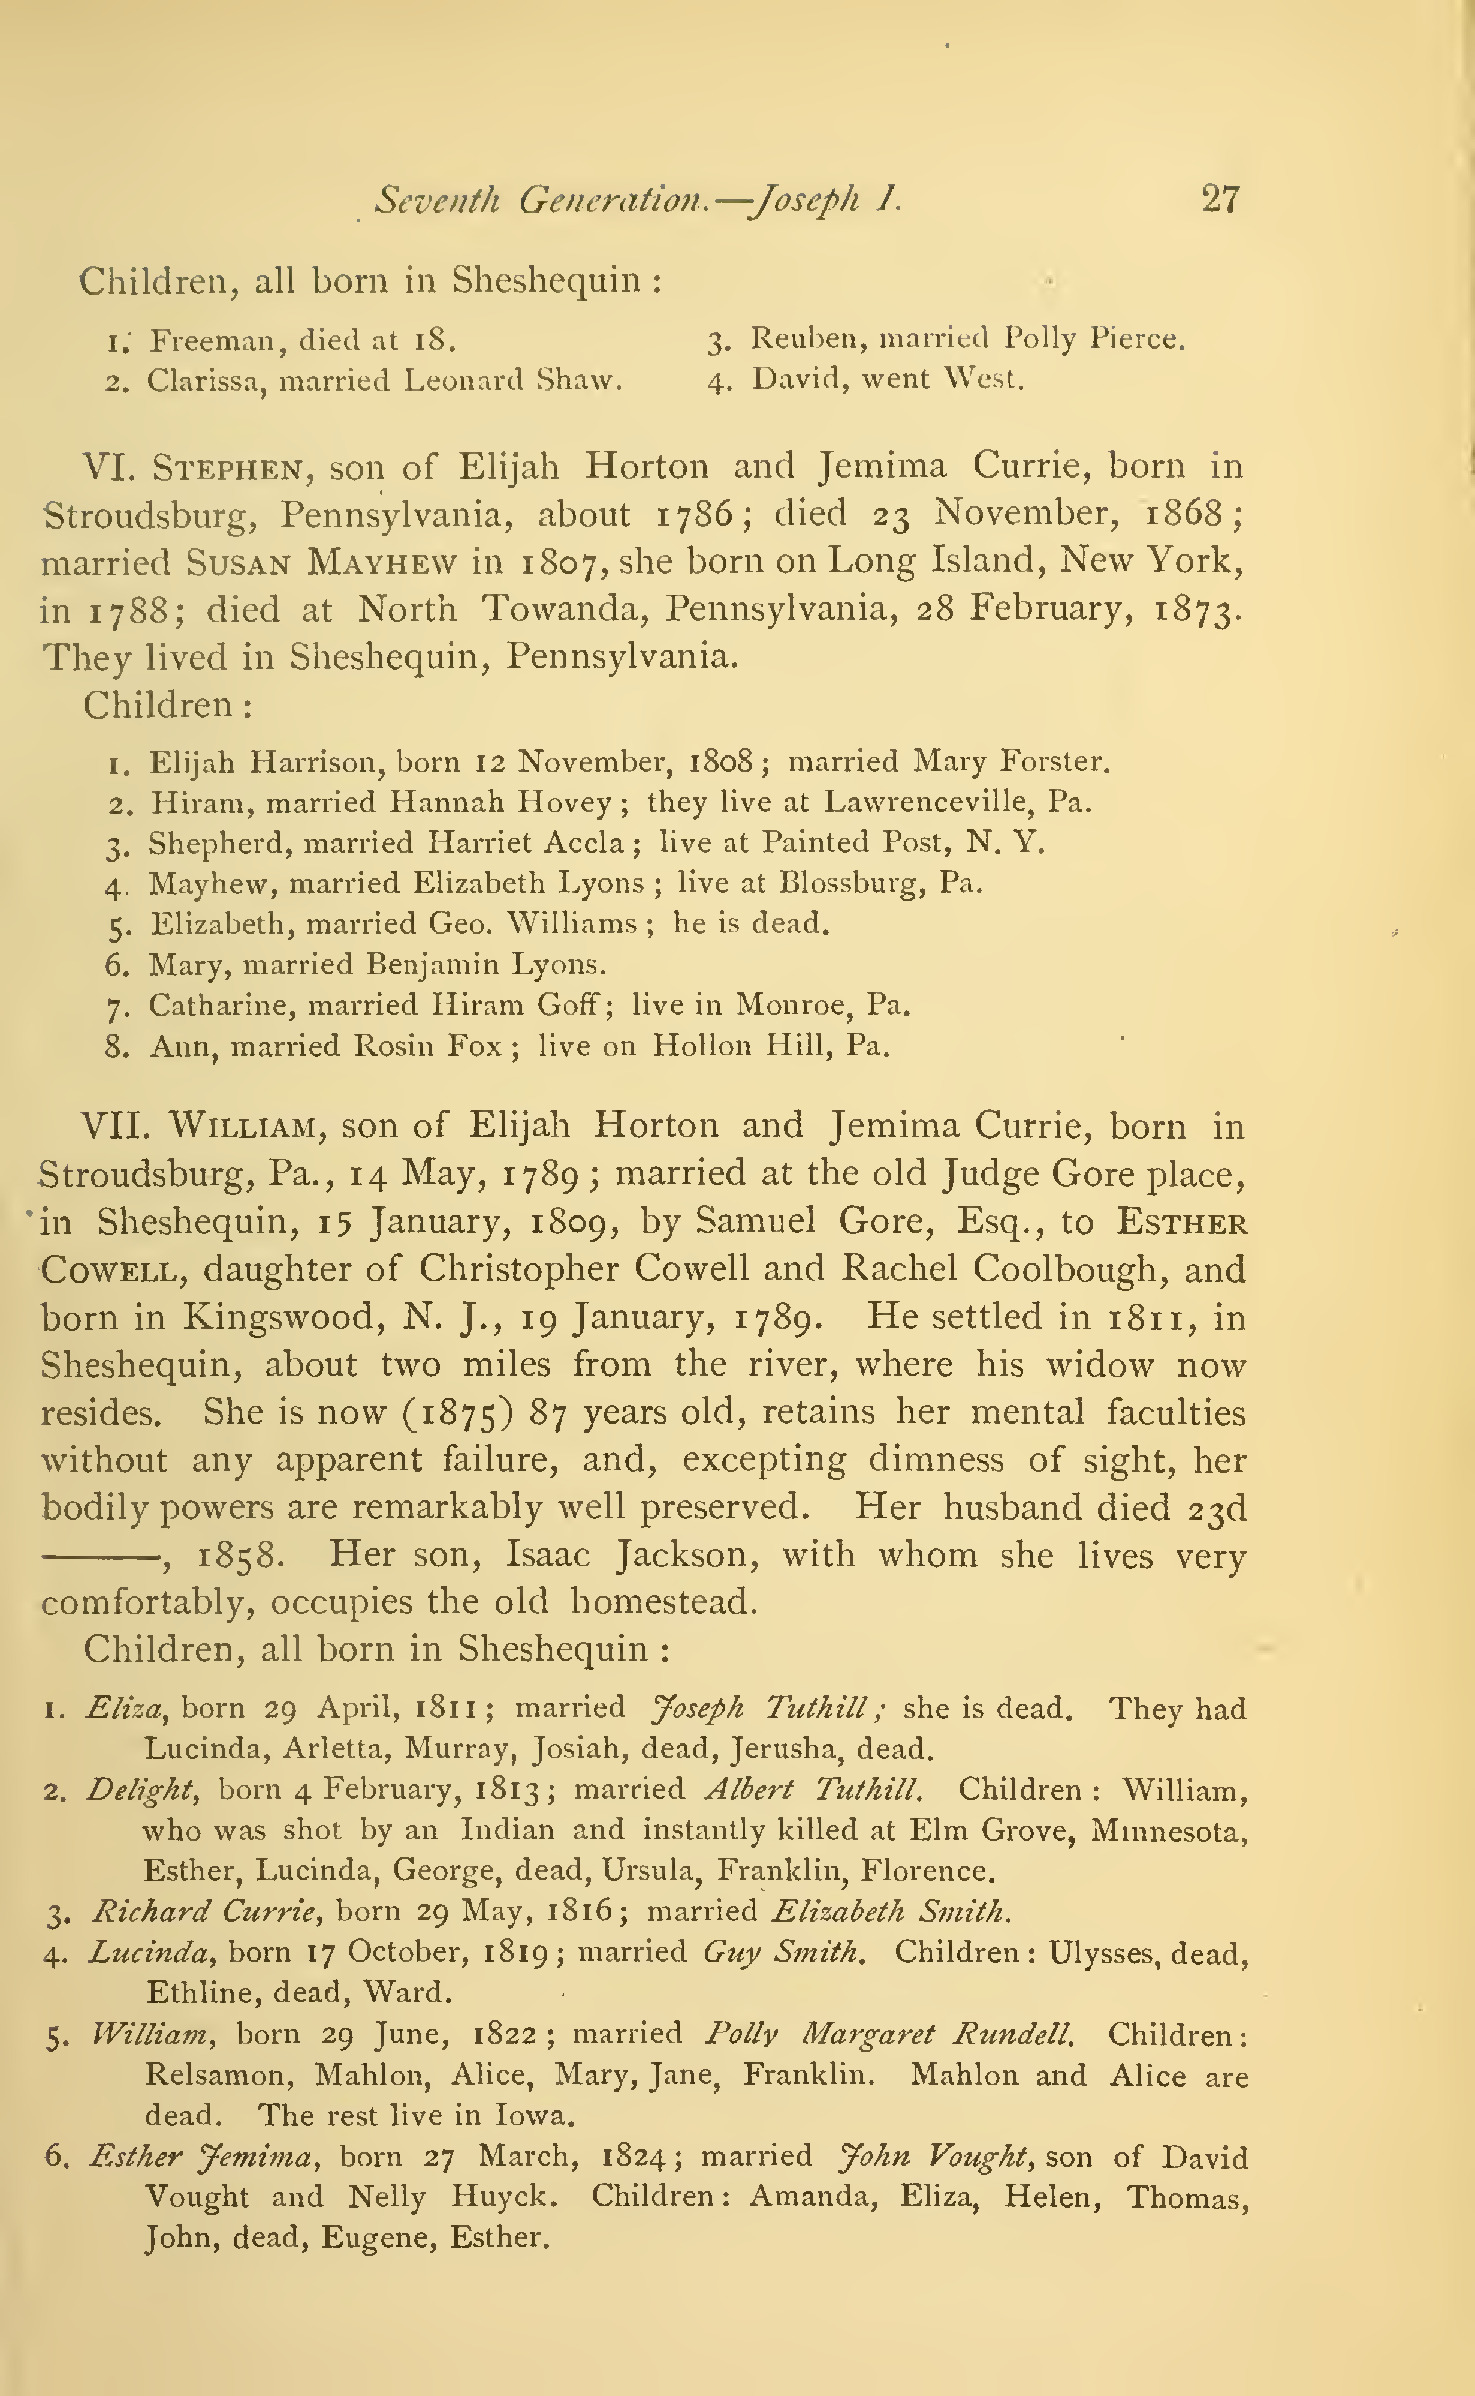 Seventh Generation.—Joseph I. 27
Children, all born in Sheshequin :
1. Freeman, died at 18.
2. Clarissa, married Leonard Shaw.
3. Reuben, married Polly Pierce.
4. David, went West.
VI. STEPHEN, son of Elijah Horton and Jemima Currie, born in
Stroudsburg, Pennsylvania, about 1786; died 23 November, 1868;
married SUSAN MAYHEW in 1807, she born on Long Island, New York,
in 1788; died at North Towanda, Pennsylvania, 28 February, 1873.
They lived in Sheshequin, Pennsylvania.
Children :
1. Elijah Harrison, born 12 November, 1808; married Mary Forster.
2. Hiram, married Hannah Hovey; they live at Lawrenceville, Pa.
3. Shepherd, married Harriet Accla; live at Painted Post, N. Y.
4. Mayhew, married Elizabeth Lyons; live at Blossburg, Pa.
5. Elizabeth, married Geo. Williams; he is dead.
6. Mary, married Benjamin Lyons.
7. Catharine, married Hiram Goff; live in Monroe, Pa.
8. Ann, married Rosin Fox; live on Hollon Hill, Pa.
VII. WILLIAM, son of Elijah Horton and Jemima Currie, born in
Stroudsburg, Pa., 14 May, 1789; married at the old Judge Gore place,
in Sheshequin, 15 January, 1809, by Samuel Gore, Esq., to ESTHER
COWELL, daughter of Christopher Cowell and Rachel Coolbough, and
born in Kingswood, N. J., 19 January, 1789. He settled in 1811, in
Sheshequin, about two miles from the river, where his widow now
resides. She is now (1875) 87 years old, retains her mental faculties
without any apparent failure, and, excepting dimness of sight, her
bodily powers are remarkably well preserved. Her husband died 23d
———, 1858. Her son, Isaac Jackson, with whom she lives very
comfortably, occupies the old homestead.
Children, all born in Sheshequin :
1. Eliza, born 29 April, 1811; married Joseph Tuthill; she is dead. They had
Lucinda, Arletta, Murray, Josiah, dead, Jerusha, dead.
2. Delight, born 4 February, 1813; married Albert Tuthill. Children : William,
who was shot by an Indian and instantly killed at Elm Grove, Minnesota,
Esther, Lucinda, George, dead, Ursula, Franklin, Florence.
3. Richard Currie, born 29 May, 1816; married Elizabeth Smith.
4. Lucinda, born 17 October, 1819; married Guy Smith. Children : Ulysses, dead,
Ethline, dead, Ward.
5. William, born 29 June, 1822; married Polly Margaret Rundell. Children:
Relsamon, Mahlon, Alice, Mary, Jane, Franklin. Mahlon and Alice are
dead. The rest live in Iowa.
6. Esther Jemima, born 27 March, 1824; married John Vought, son of David
Vought and Nelly Huyck. Children: Amanda, Eliza, Helen, Thomas,
John, dead, Eugene, Esther.